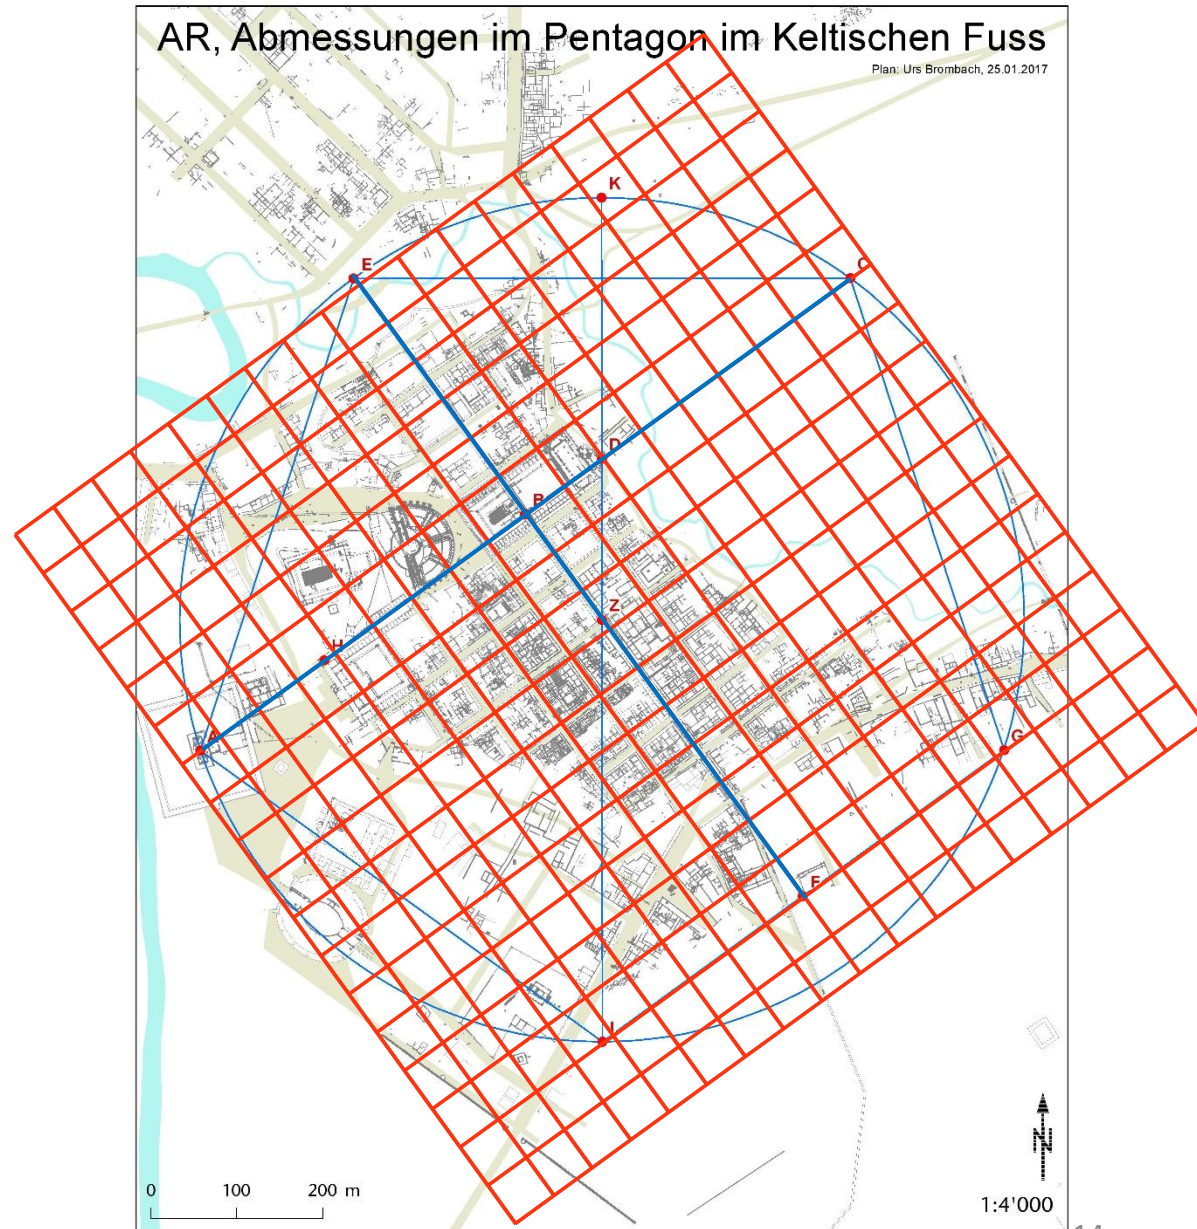 AR, Abmessungen im Pentagon im Keltischen Fuss
Plan: Urs Brombach, 25.01.2017
K
E
C
D
B
Z
H
A
G
F
I
N
0 100 200 m
1:4'000
14